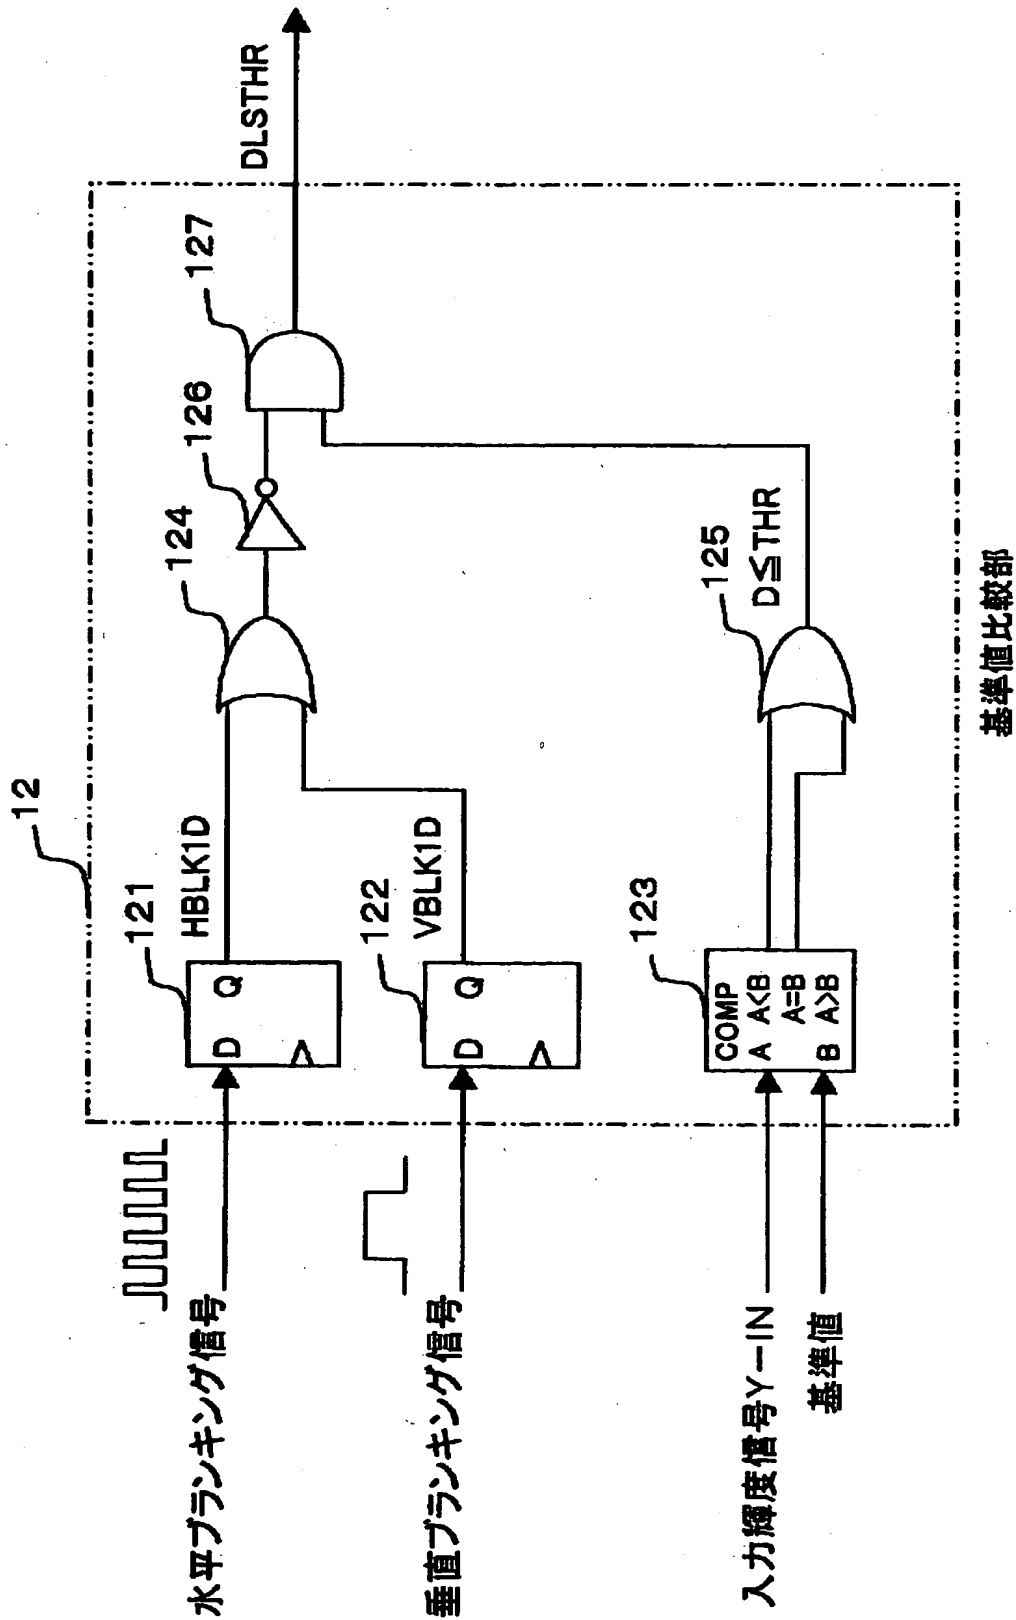 12
水平ブランキング信号
121
D Q
HBLK1D
124
126
127
DLSTHR
垂直ブランキング信号
122
D Q
VBLK1D
入力輝度信号Y-IN
基準値
123
COMP
A A<B
A=B
B A>B
125
D≦THR
基準値比較部